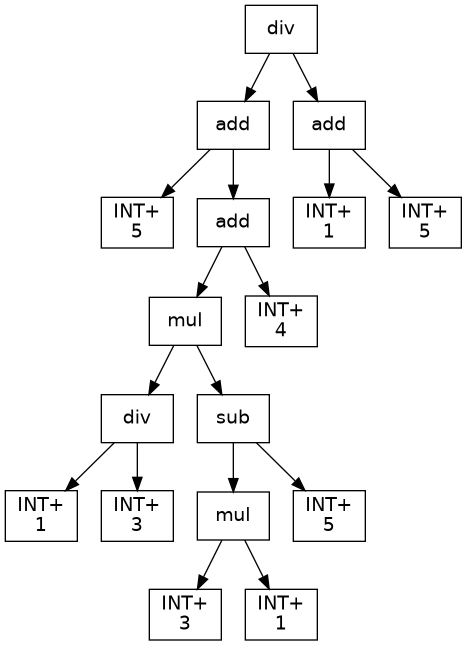 div
add
add
INT+
5
add
INT+
1
INT+
5
mul
INT+
4
div
sub
INT+
1
INT+
3
mul
INT+
5
INT+
3
INT+
1